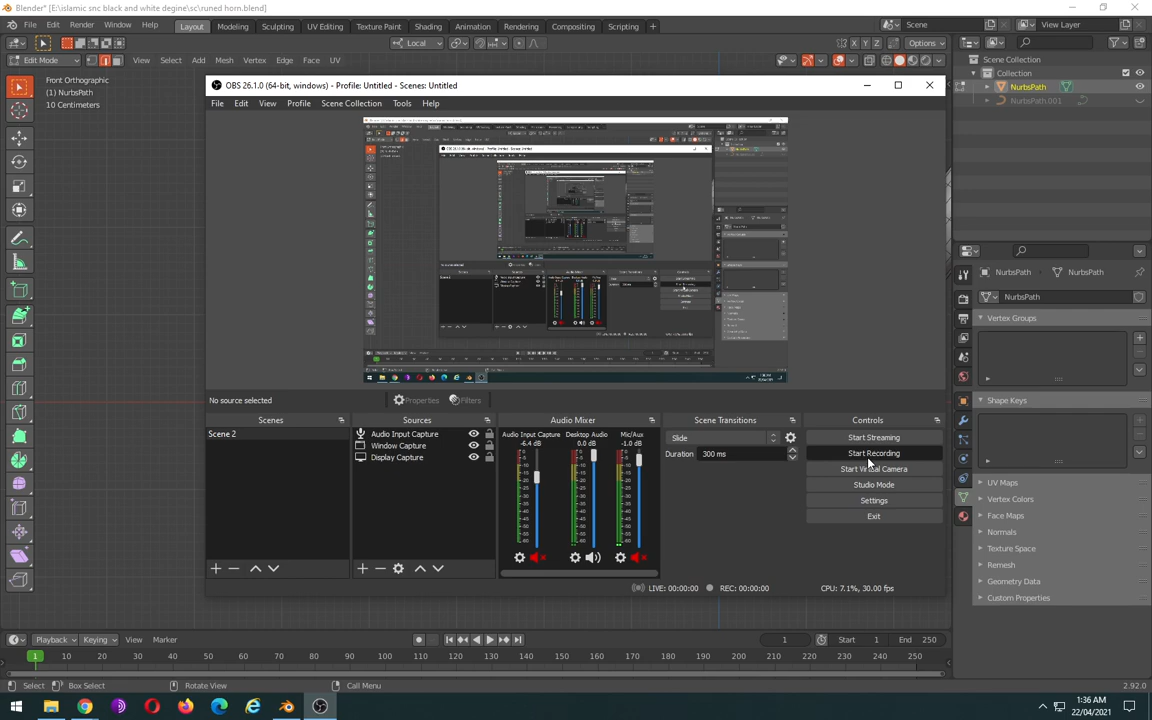 Blender* [E:\islamic snc black and white degine\sc\runed horn.blend]
File Edit Render Window Help Layout Modeling Sculpting UV Editing Texture Paint Shading Animation Rendering Compositing Scripting + Scene View Layer
Local X Y Z Options
Edit Mode View Select Add Mesh Vertex Edge Face UV
Front Orthographic
(1) NurbsPath
10 Centimeters
Scene Collection
Collection
NurbsPath
NurbsPath.001
OBS 26.1.0 (64-bit, windows) - Profile: Untitled - Scenes: Untitled
File Edit View Profile Scene Collection Tools Help
No source selected Properties Filters
Scenes Sources Audio Mixer Scene Transitions Controls
Scene 2
Audio Input Capture
Window Capture
Display Capture
Audio Input Capture Desktop Audio Mic/Aux
-6.4 dB 0.0 dB -1.0 dB
Slide
Duration 300 ms
Start Streaming
Start Recording
Start Virtual Camera
Studio Mode
Settings
Exit
LIVE: 00:00:00 REC: 00:00:00 CPU: 7.1%, 30.00 fps
NurbsPath NurbsPath
NurbsPath
Vertex Groups
Shape Keys
UV Maps
Vertex Colors
Face Maps
Normals
Texture Space
Remesh
Geometry Data
Custom Properties
Playback Keying View Marker 1 Start 1 End 250
1 10 20 30 40 50 60 70 80 90 100 110 120 130 140 150 160 170 180 190 200 210 220 230 240 250
Select Box Select Rotate View Call Menu 2.92.0
1:36 AM
22/04/2021